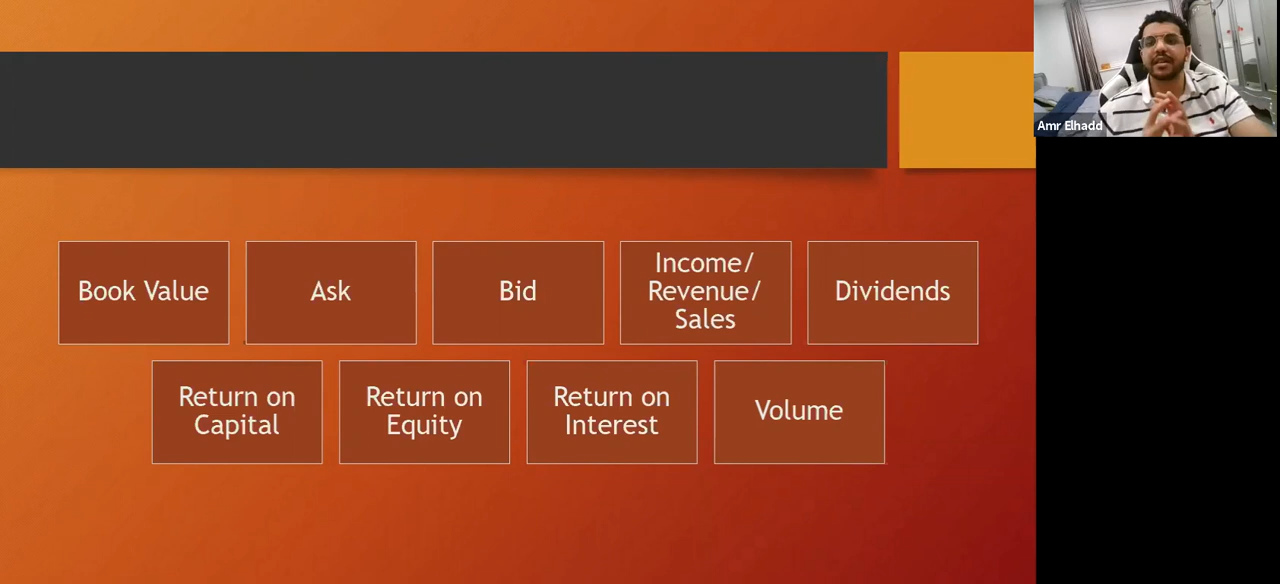 Amr Elhadd
Book Value
Ask
Bid
Income/
Revenue/
Sales
Dividends
Return on
Capital
Return on
Equity
Return on
Interest
Volume